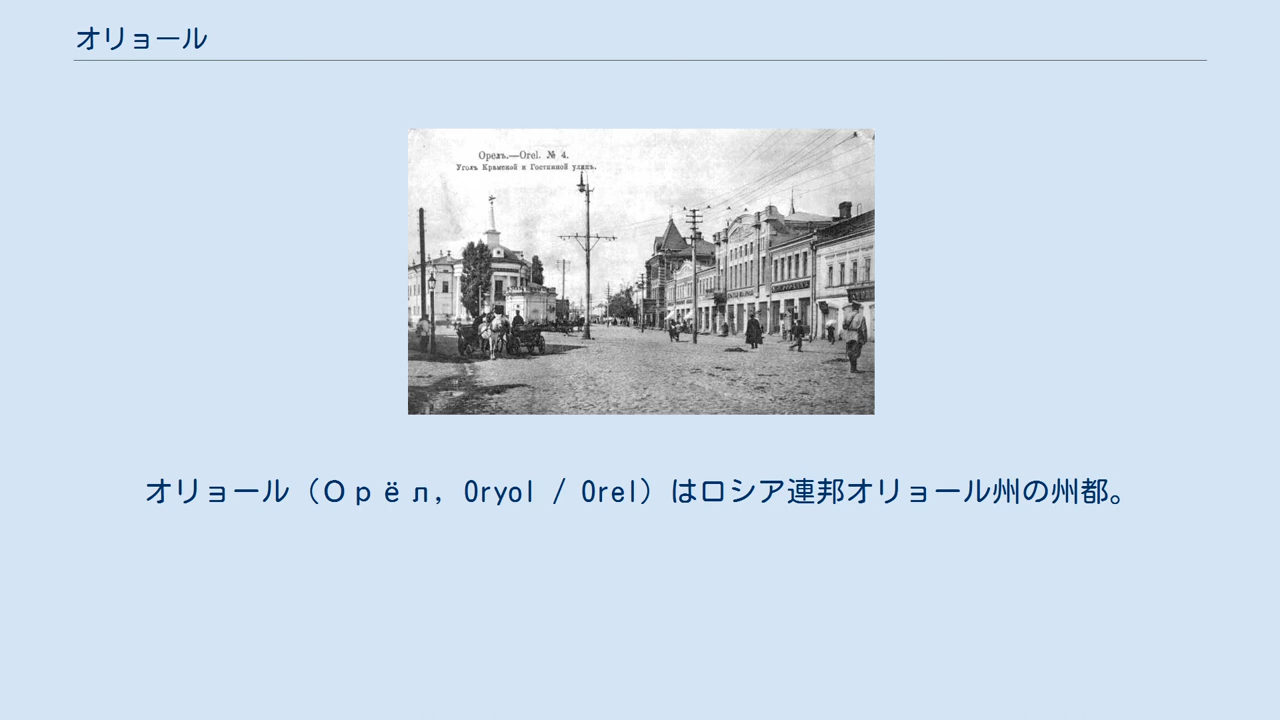 オリョール
Орелъ.—Orel. № 4.
Уголъ Крамской и Гостинной улицъ.
オリョール（Орёл, Oryol / Orel）はロシア連邦オリョール州の州都。